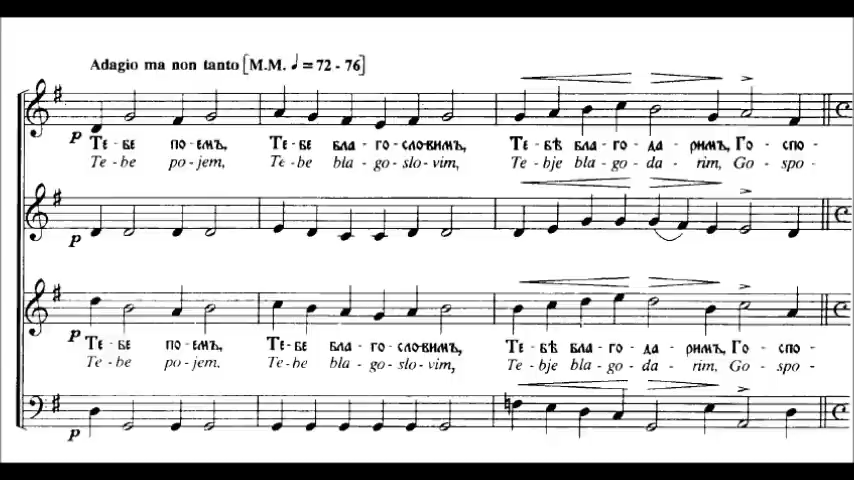 Adagio ma non tanto [M.M. ♩ = 72 - 76]
p
Те - бе по - емъ, Те - бе бла - го - сло - вимъ, Те - бѣ бла - го - да - римъ, Го - спо -
Te - be po - jem, Te - be bla - go - slo - vim, Te - bje bla - go - da - rim, Go - spo -
p
p
Те - бе по - емъ, Те - бе бла - го - сло - вимъ, Те - бѣ бла - го - да - римъ, Го - спо -
Te - be po - jem. Te - be bla - go - slo - vim, Te - bje bla - go - da - rim, Go - spo -
p